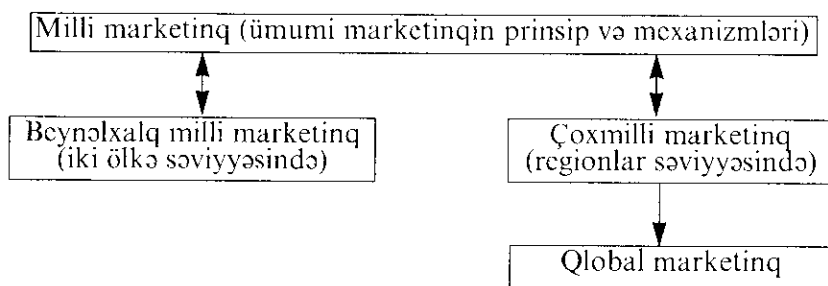 Milli marketinq (ümumi marketinqin prinsip və mexanizmləri)
Beynəlxalq milli marketinq
(iki ölkə səviyyəsində)
Çoxmilli marketinq
(regionlar səviyyəsində)
Qlobal marketinq